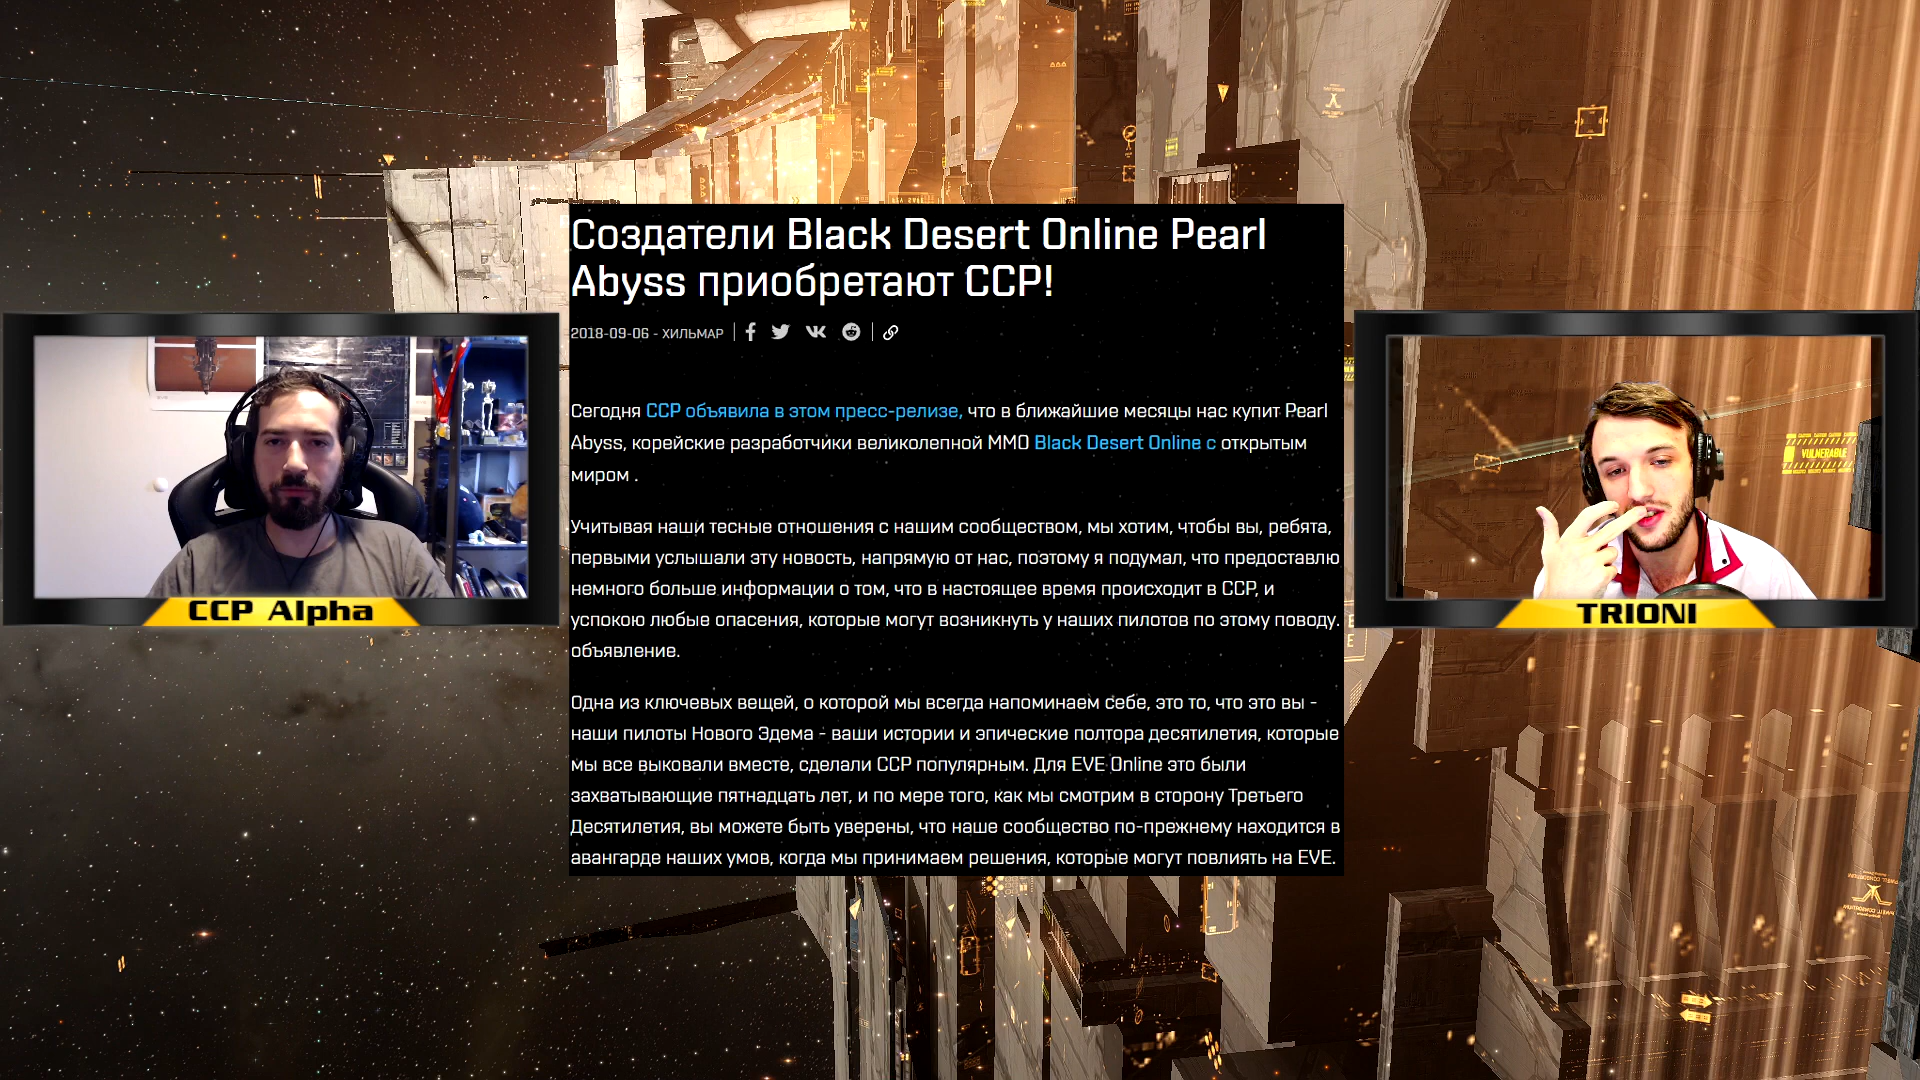 Создатели Black Desert Online Pearl
Abyss приобретают CCP!
2018-09-06 - ХИЛЬМАР
Сегодня CCP объявила в этом пресс-релизе, что в ближайшие месяцы нас купит Pearl
Abyss, корейские разработчики великолепной ММО Black Desert Online с открытым
миром .
Учитывая наши тесные отношения с нашим сообществом, мы хотим, чтобы вы, ребята,
первыми услышали эту новость, напрямую от нас, поэтому я подумал, что предоставлю
немного больше информации о том, что в настоящее время происходит в CCP, и
успокою любые опасения, которые могут возникнуть у наших пилотов по этому поводу.
объявление.
Одна из ключевых вещей, о которой мы всегда напоминаем себе, это то, что это вы -
наши пилоты Нового Эдема - ваши истории и эпические полтора десятилетия, которые
мы все выковали вместе, сделали CCP популярным. Для EVE Online это были
захватывающие пятнадцать лет, и по мере того, как мы смотрим в сторону Третьего
Десятилетия, вы можете быть уверены, что наше сообщество по-прежнему находится в
авангарде наших умов, когда мы принимаем решения, которые могут повлиять на EVE.
CCP Alpha
TRIONI
VULNERABLE